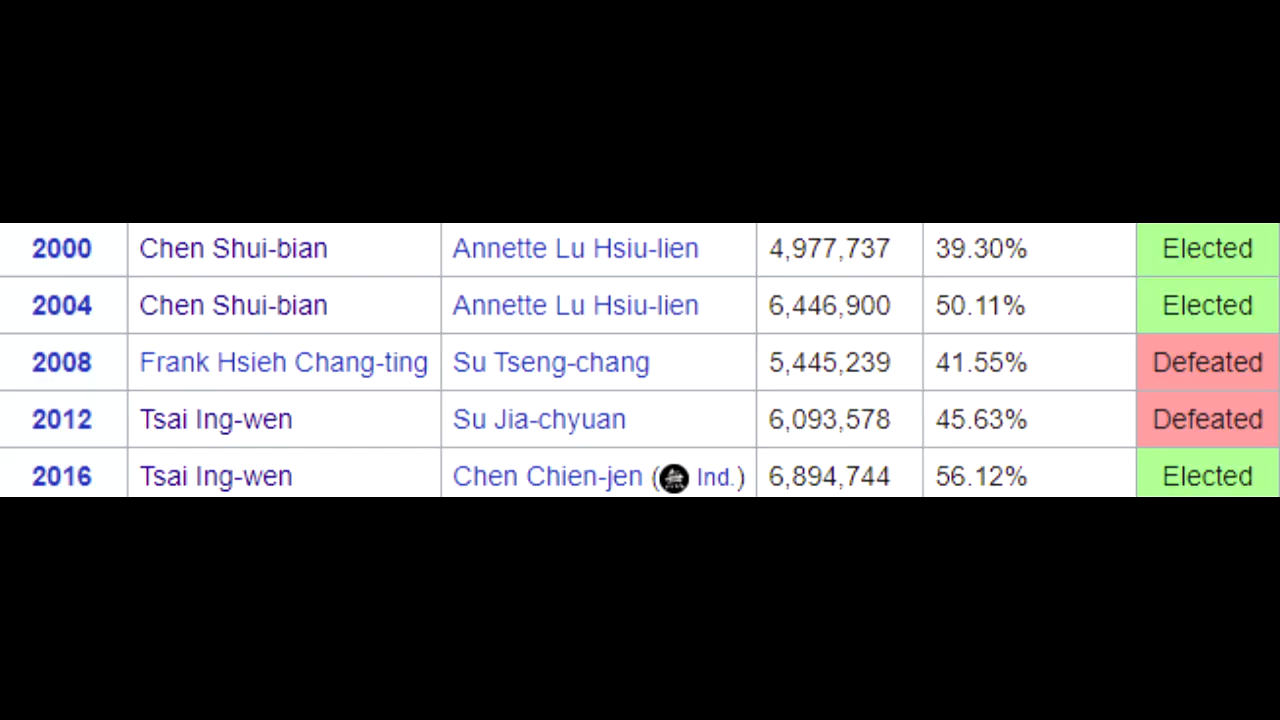 2000 Chen Shui-bian Annette Lu Hsiu-lien 4,977,737 39.30% Elected
2004 Chen Shui-bian Annette Lu Hsiu-lien 6,446,900 50.11% Elected
2008 Frank Hsieh Chang-ting Su Tseng-chang 5,445,239 41.55% Defeated
2012 Tsai Ing-wen Su Jia-chyuan 6,093,578 45.63% Defeated
2016 Tsai Ing-wen Chen Chien-jen ( Ind.) 6,894,744 56.12% Elected